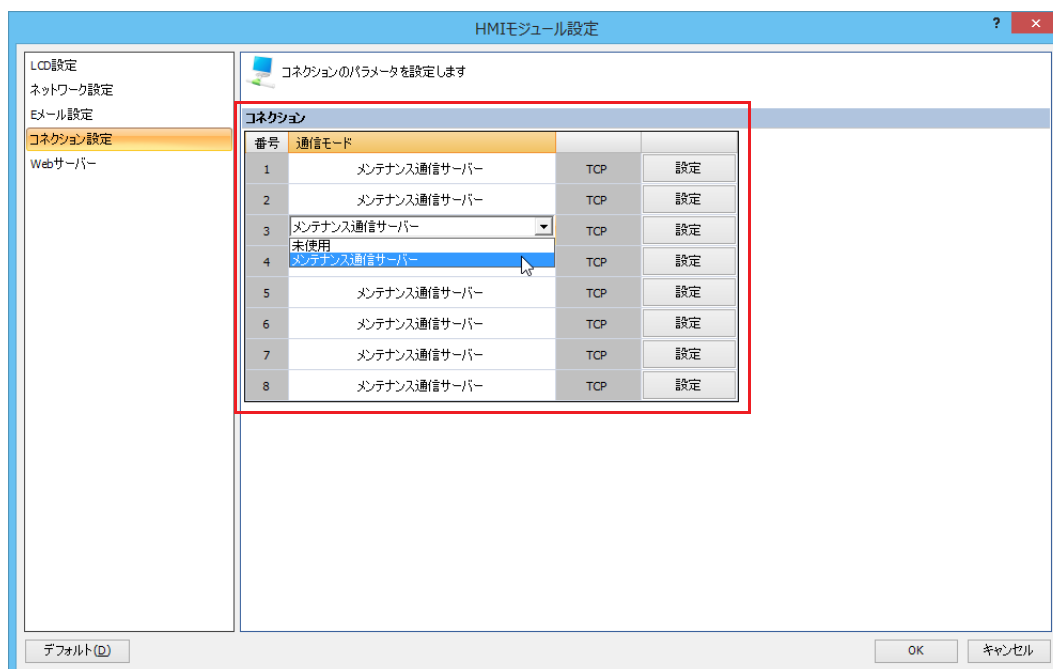 HMIモジュール設定
? ×
LCD設定
ネットワーク設定
Eメール設定
コネクション設定
Webサーバー
コネクションのパラメータを設定します
コネクション
番号 通信モード
1 メンテナンス通信サーバー TCP 設定
2 メンテナンス通信サーバー TCP 設定
3 メンテナンス通信サーバー TCP 設定
未使用
4 メンテナンス通信サーバー TCP 設定
5 メンテナンス通信サーバー TCP 設定
6 メンテナンス通信サーバー TCP 設定
7 メンテナンス通信サーバー TCP 設定
8 メンテナンス通信サーバー TCP 設定
デフォルト(D) OK キャンセル